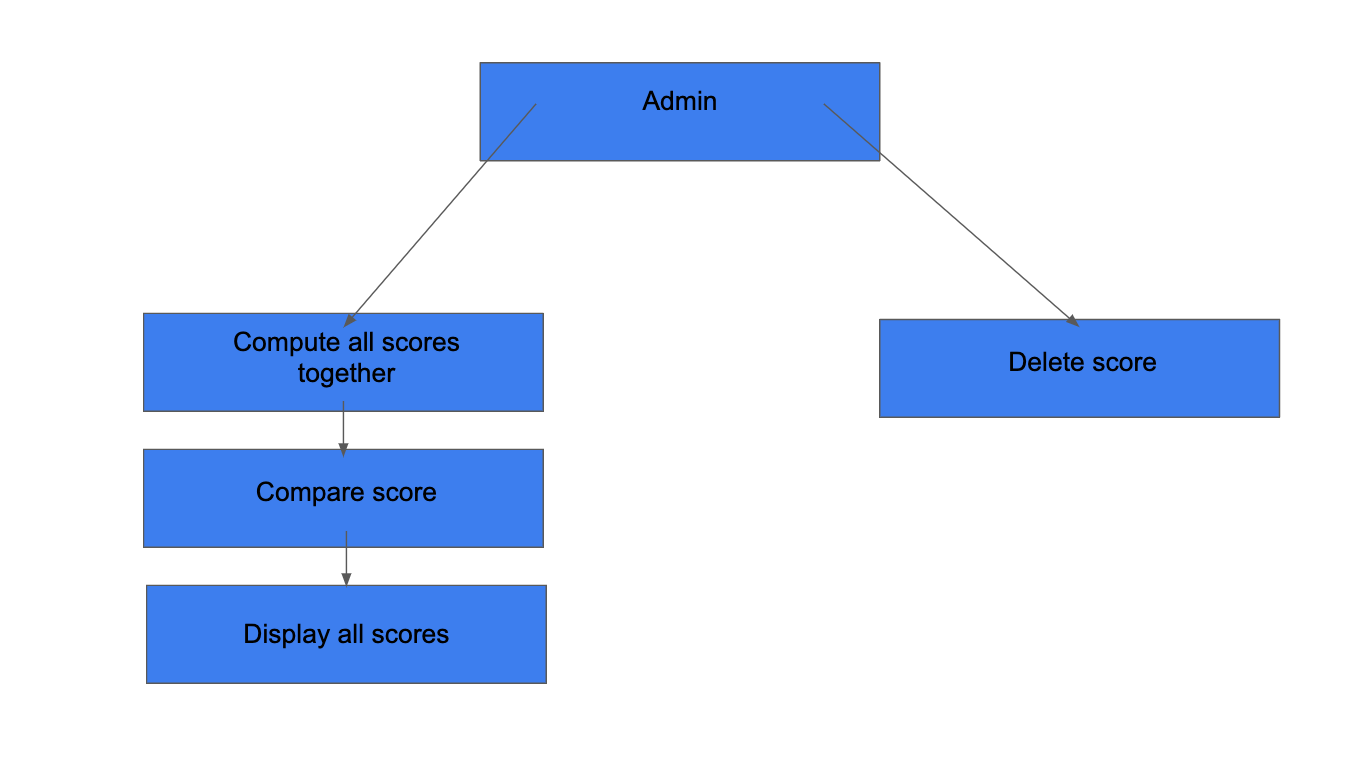 Admin
Compute all scores
together
Delete score
Compare score
Display all scores